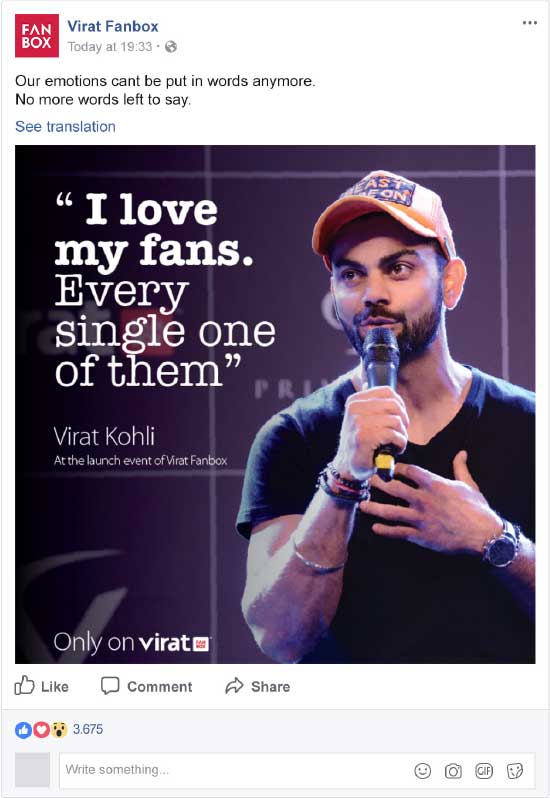 FAN
BOX
Virat Fanbox
Today at 19:33 ·
Our emotions cant be put in words anymore.
No more words left to say.
See translation
“ I love
my fans.
Every
single one
of them”
Virat Kohli
At the launch event of Virat Fanbox
Only on virat FAN BOX
Like Comment Share
3.675
Write something...
GIF